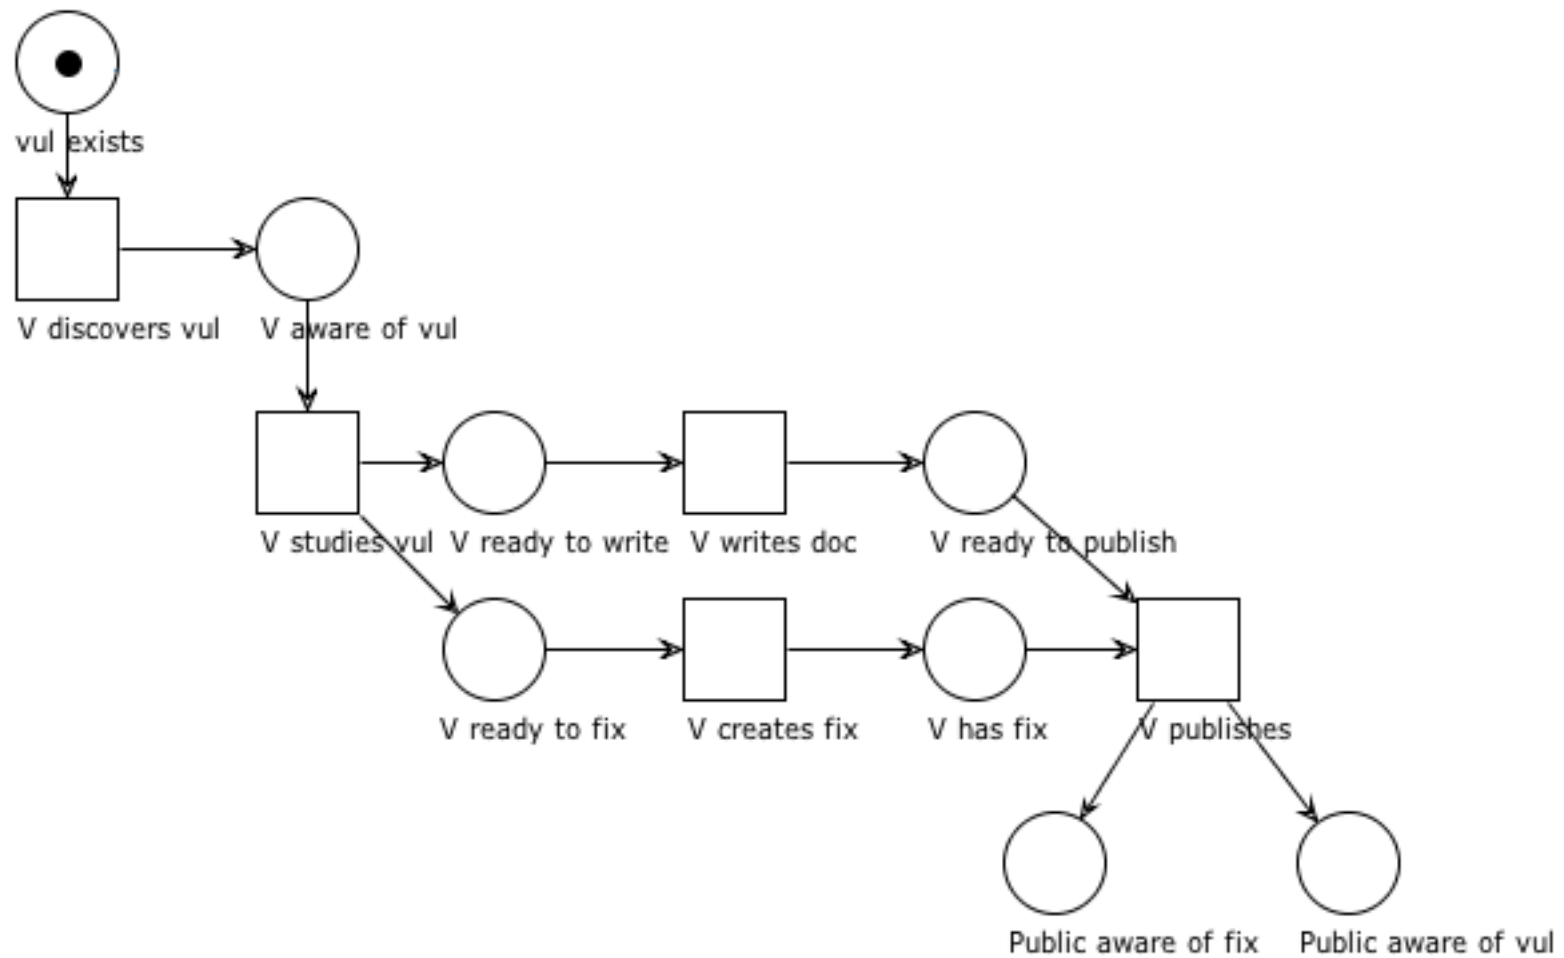 vul exists
V discovers vul
V aware of vul
V studies vul
V ready to write
V writes doc
V ready to publish
V ready to fix
V creates fix
V has fix
V publishes
Public aware of fix
Public aware of vul